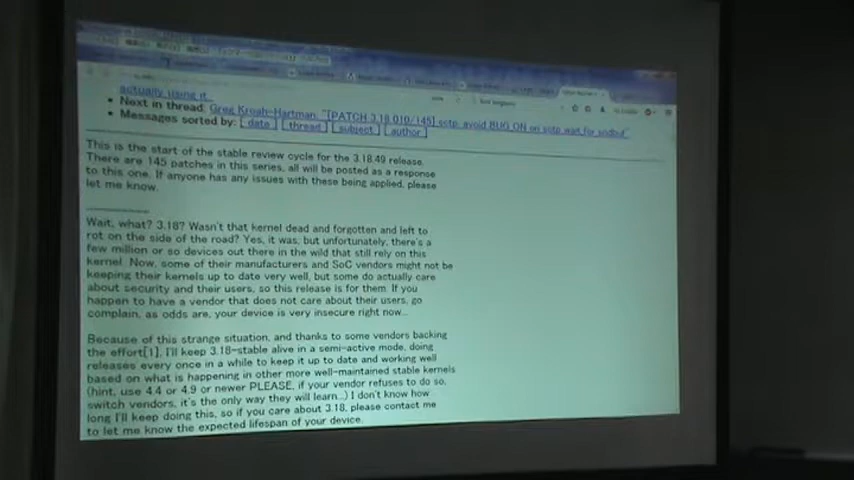 actually using it.
• Next in thread: Greg Kroah-Hartman: "[PATCH 3.18 010/145] sctp: avoid BUG_ON on sctp_wait_for_sndbuf"
• Messages sorted by: [ date ] [ thread ] [ subject ] [ author ]
This is the start of the stable review cycle for the 3.18.49 release.
There are 145 patches in this series, all will be posted as a response
to this one. If anyone has any issues with these being applied, please
let me know.
Wait, what? 3.18? Wasn't that kernel dead and forgotten and left to
rot on the side of the road? Yes, it was, but unfortunately, there's a
few million or so devices out there in the wild that still rely on this
kernel. Now, some of their manufacturers and SoC vendors might not be
keeping their kernels up to date very well, but some do actually care
about security and their users, so this release is for them. If you
happen to have a vendor that does not care about their users, go
complain, as odds are, your device is very insecure right now...
Because of this strange situation, and thanks to some vendors backing
the effort[1], I'll keep 3.18-stable alive in a semi-active mode, doing
releases every once in a while to keep it up to date and working well
based on what is happening in other more well-maintained stable kernels
(hint, use 4.4 or 4.9 or newer PLEASE, if your vendor refuses to do so,
switch vendors, it's the only way they will learn...) I don't know how
long I'll keep doing this, so if you care about 3.18, please contact me
to let me know the expected lifespan of your device.